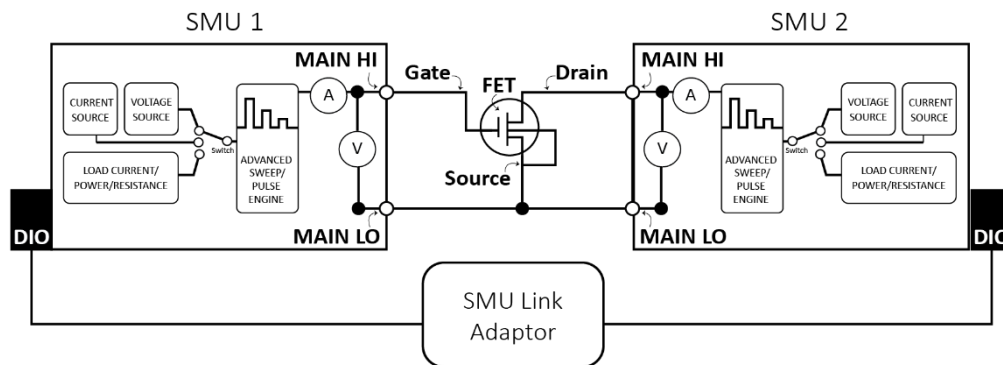 SMU 1
SMU 2
MAIN HI
Gate
FET
Drain
MAIN HI
CURRENT
SOURCE
VOLTAGE
SOURCE
Switch
LOAD CURRENT/
POWER/RESISTANCE
ADVANCED
SWEEP/
PULSE
ENGINE
A
V
Source
V
A
ADVANCED
SWEEP/
PULSE
ENGINE
Switch
VOLTAGE
SOURCE
CURRENT
SOURCE
LOAD CURRENT/
POWER/RESISTANCE
DIO
MAIN LO
MAIN LO
DIO
SMU Link
Adaptor